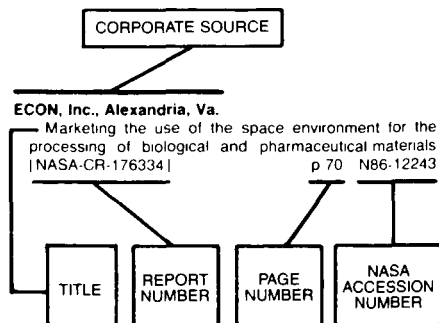 CORPORATE SOURCE
ECON, Inc., Alexandria, Va.
Marketing the use of the space environment for the
processing of biological and pharmaceutical materials
|NASA-CR-176334| p 70 N86-12243
TITLE
REPORT
NUMBER
PAGE
NUMBER
NASA
ACCESSION
NUMBER